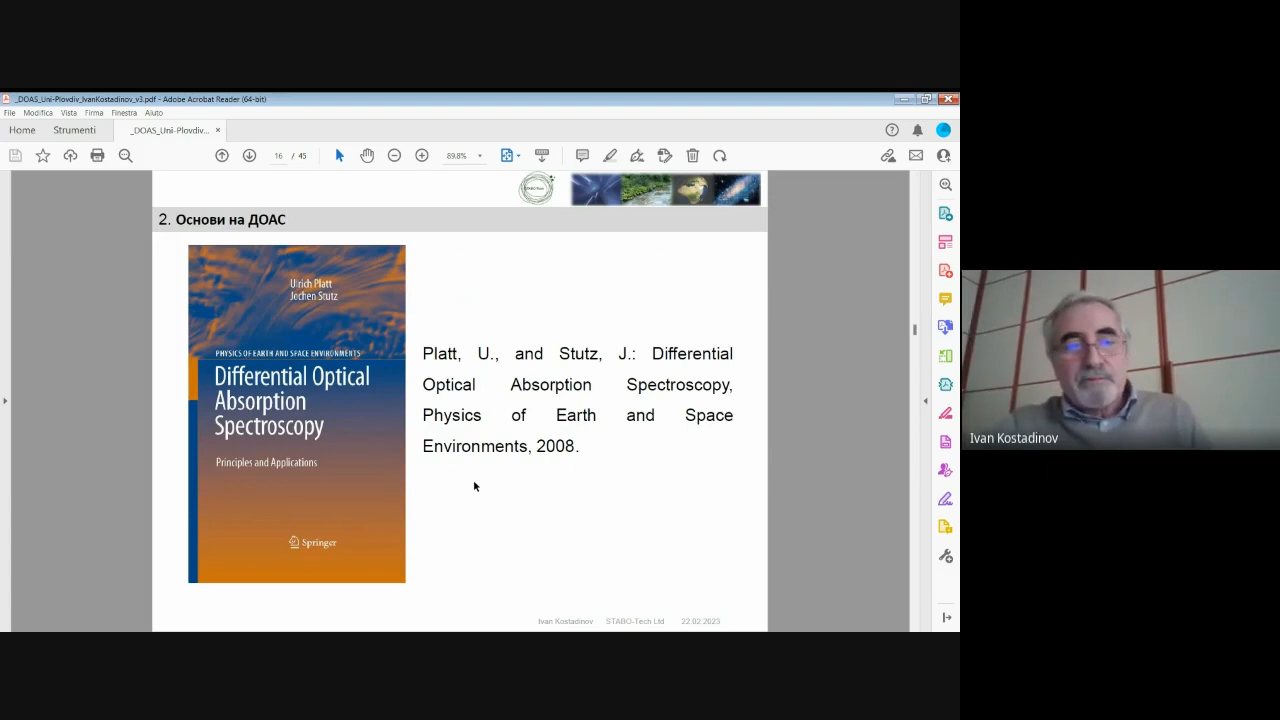 _DOAS_Uni-Plovdiv_IvanKostadinov_v3.pdf - Adobe Acrobat Reader (64-bit)
File Modifica Vista Firma Finestra Aiuto
Home Strumenti _DOAS_Uni-Plovdiv... ×
16 / 45 89.8%
2. Основи на ДОАС
Ulrich Platt
Jochen Stutz
PHYSICS OF EARTH AND SPACE ENVIRONMENTS
Differential Optical
Absorption
Spectroscopy
Principles and Applications
Springer
Platt, U., and Stutz, J.: Differential
Optical Absorption Spectroscopy,
Physics of Earth and Space
Environments, 2008.
Ivan Kostadinov STABO-Tech Ltd 22.02.2023
Ivan Kostadinov